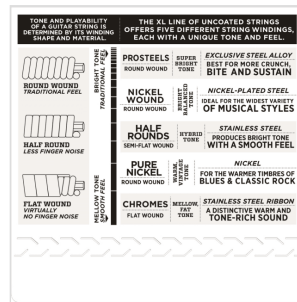 TONE AND PLAYABILITY
OF A GUITAR STRING IS
DETERMINED BY ITS WINDING
SHAPE AND MATERIAL.
ROUND WOUND
TRADITIONAL FEEL
HALF ROUND
LESS FINGER NOISE
FLAT WOUND
VIRTUALLY
NO FINGER NOISE
BRIGHT TONE
TRADITIONAL FEEL
MELLOW TONE
SMOOTH FEEL
THE XL LINE OF UNCOATED STRINGS
OFFERS FIVE DIFFERENT STRING WINDINGS,
EACH WITH A UNIQUE TONE AND FEEL.
PROSTEELS
ROUND WOUND
SUPER
BRIGHT
TONE
EXCLUSIVE STEEL ALLOY
BEST FOR MORE CRUNCH,
BITE AND SUSTAIN
NICKEL
WOUND
ROUND WOUND
BRIGHT
BALANCED
TONE
NICKEL-PLATED STEEL
IDEAL FOR THE WIDEST VARIETY
OF MUSICAL STYLES
HALF
ROUNDS
SEMI-FLAT WOUND
HYBRID
TONE
STAINLESS STEEL
PRODUCES BRIGHT TONE
WITH A SMOOTH FEEL
PURE
NICKEL
ROUND WOUND
WARM,
VINTAGE
TONE
NICKEL
FOR THE WARMER TIMBRES OF
BLUES & CLASSIC ROCK
CHROMES
FLAT WOUND
MELLOW,
FAT
TONE
STAINLESS STEEL RIBBON
A DISTINCTIVE WARM AND
TONE-RICH SOUND